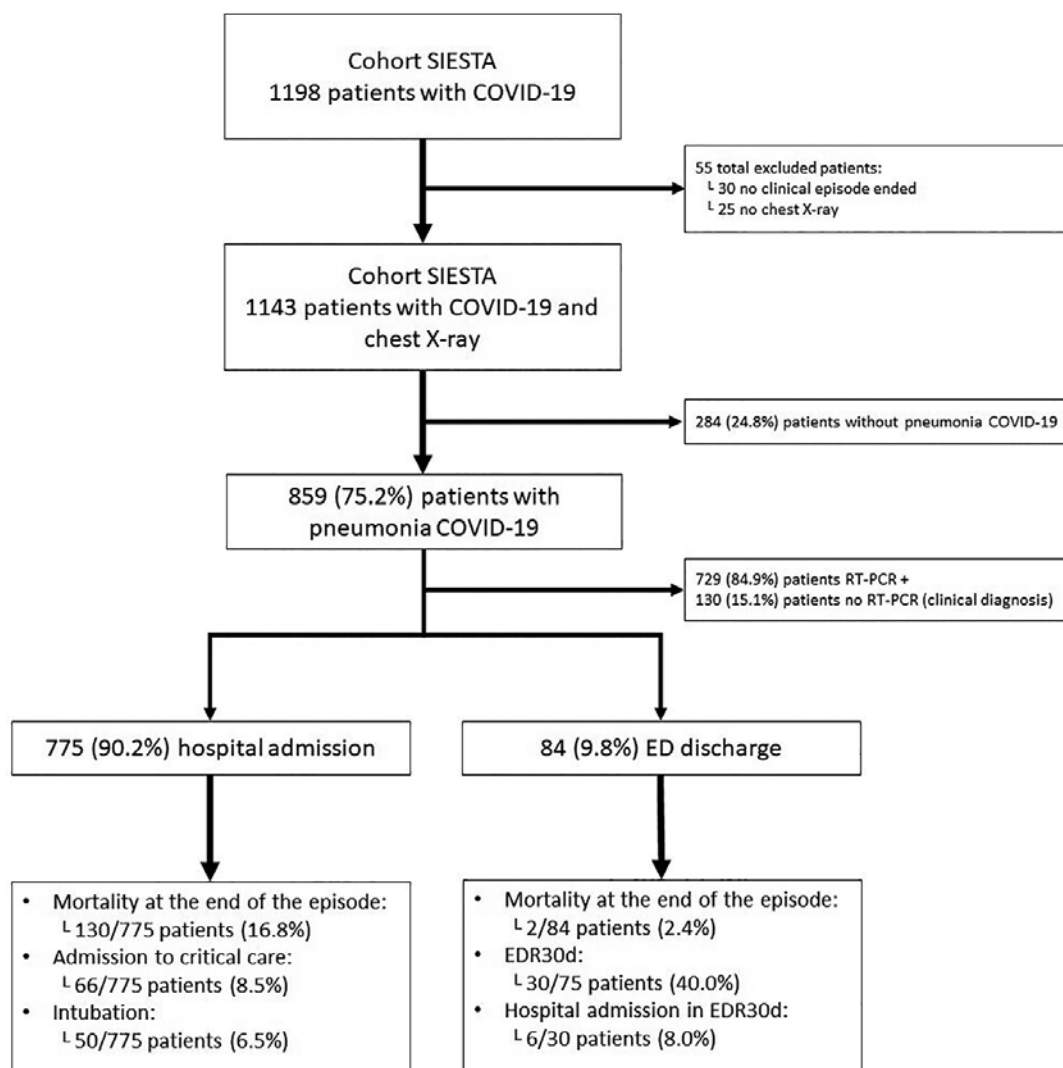 Cohort SIESTA
1198 patients with COVID-19
55 total excluded patients:
└ 30 no clinical episode ended
└ 25 no chest X-ray
Cohort SIESTA
1143 patients with COVID-19 and
chest X-ray
284 (24.8%) patients without pneumonia COVID-19
859 (75.2%) patients with
pneumonia COVID-19
729 (84.9%) patients RT-PCR +
130 (15.1%) patients no RT-PCR (clinical diagnosis)
775 (90.2%) hospital admission
84 (9.8%) ED discharge
• Mortality at the end of the episode:
└ 130/775 patients (16.8%)
• Admission to critical care:
└ 66/775 patients (8.5%)
• Intubation:
└ 50/775 patients (6.5%)
• Mortality at the end of the episode:
└ 2/84 patients (2.4%)
• EDR30d:
└ 30/75 patients (40.0%)
• Hospital admission in EDR30d:
└ 6/30 patients (8.0%)